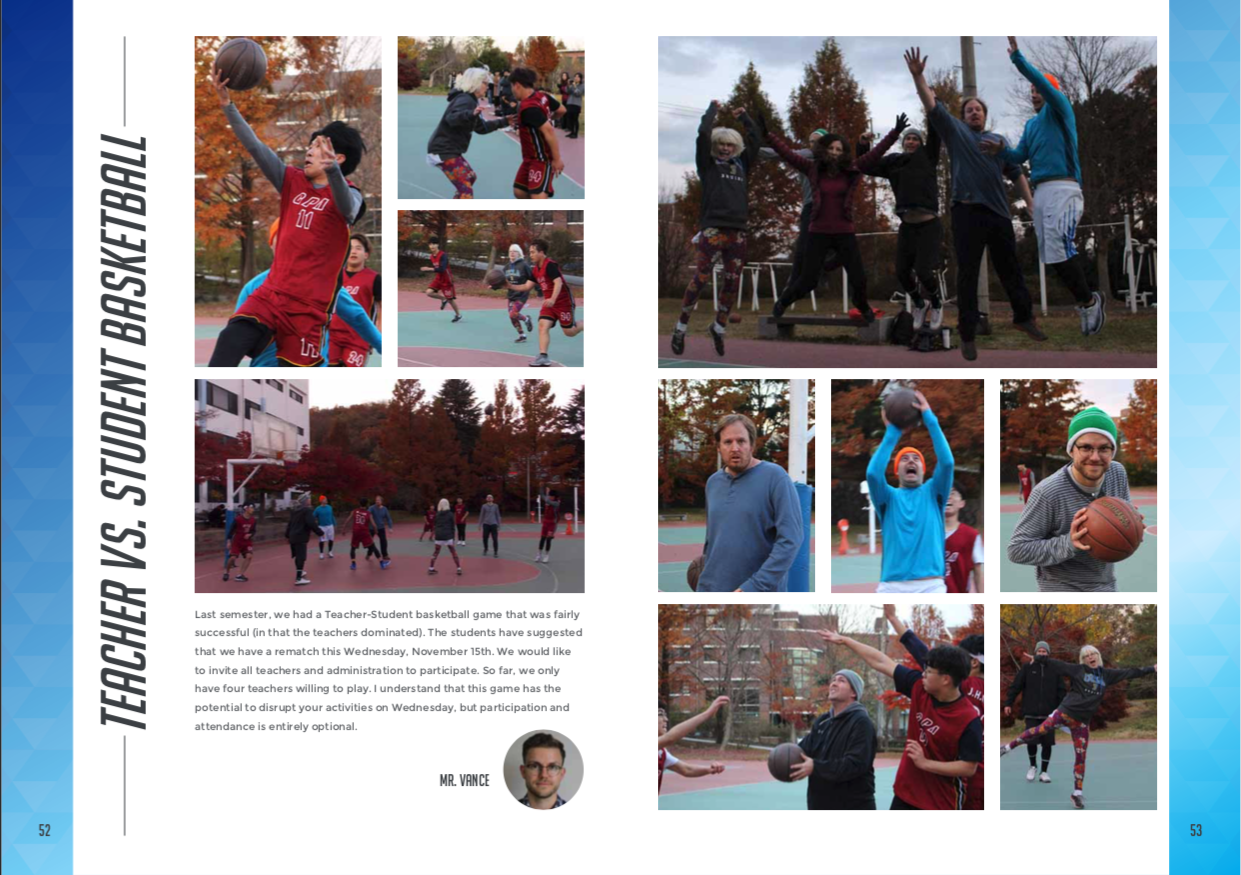 TEACHER VS. STUDENT BASKETBALL
CPA
11
11
24
24
Last semester, we had a Teacher-Student basketball game that was fairly
successful (in that the teachers dominated). The students have suggested
that we have a rematch this Wednesday, November 15th. We would like
to invite all teachers and administration to participate. So far, we only
have four teachers willing to play. I understand that this game has the
potential to disrupt your activities on Wednesday, but participation and
attendance is entirely optional.
MR. VANCE
52
CPA
J.H
53